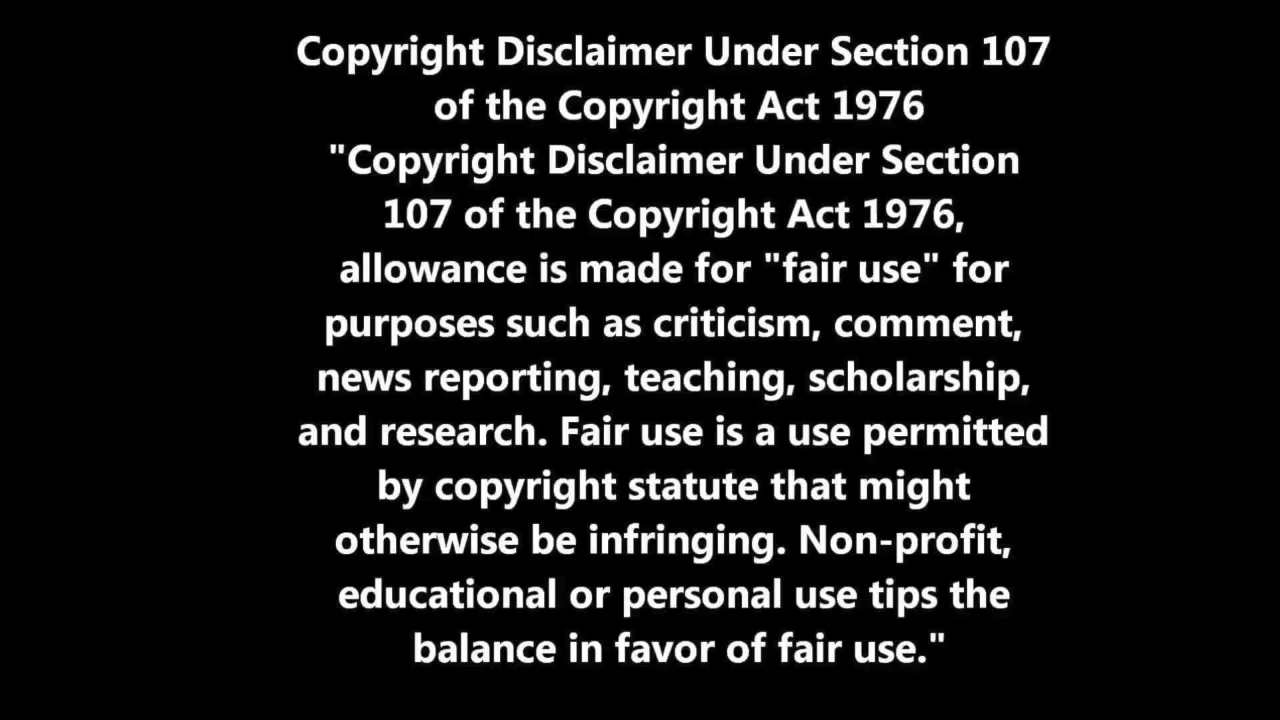 Copyright Disclaimer Under Section 107
of the Copyright Act 1976
"Copyright Disclaimer Under Section
107 of the Copyright Act 1976,
allowance is made for "fair use" for
purposes such as criticism, comment,
news reporting, teaching, scholarship,
and research. Fair use is a use permitted
by copyright statute that might
otherwise be infringing. Non-profit,
educational or personal use tips the
balance in favor of fair use."